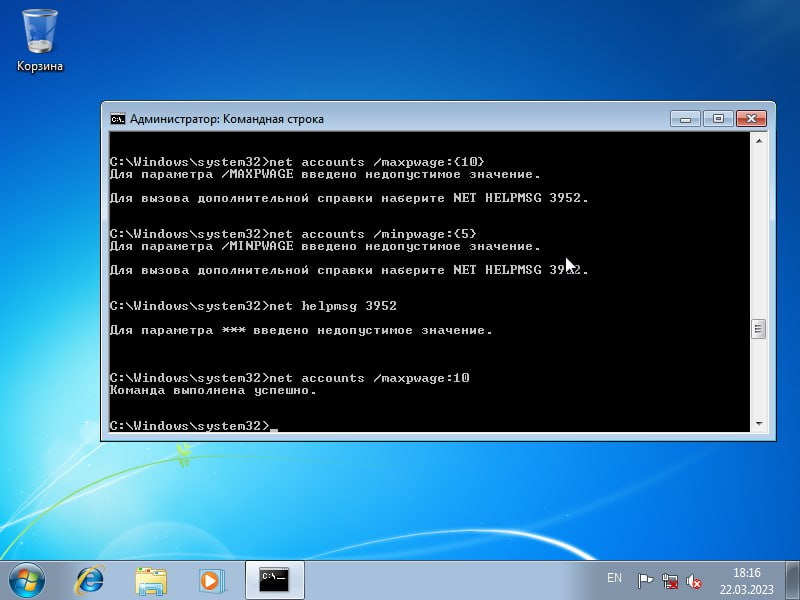 Корзина
Администратор: Командная строка
C:\Windows\system32>net accounts /maxpwage:{10}
Для параметра /MAXPWAGE введено недопустимое значение.
Для вызова дополнительной справки наберите NET HELPMSG 3952.
C:\Windows\system32>net accounts /minpwage:{5}
Для параметра /MINPWAGE введено недопустимое значение.
Для вызова дополнительной справки наберите NET HELPMSG 3952.
C:\Windows\system32>net helpmsg 3952
Для параметра *** введено недопустимое значение.
C:\Windows\system32>net accounts /maxpwage:10
Команда выполнена успешно.
C:\Windows\system32>_
EN
18:16
22.03.2023